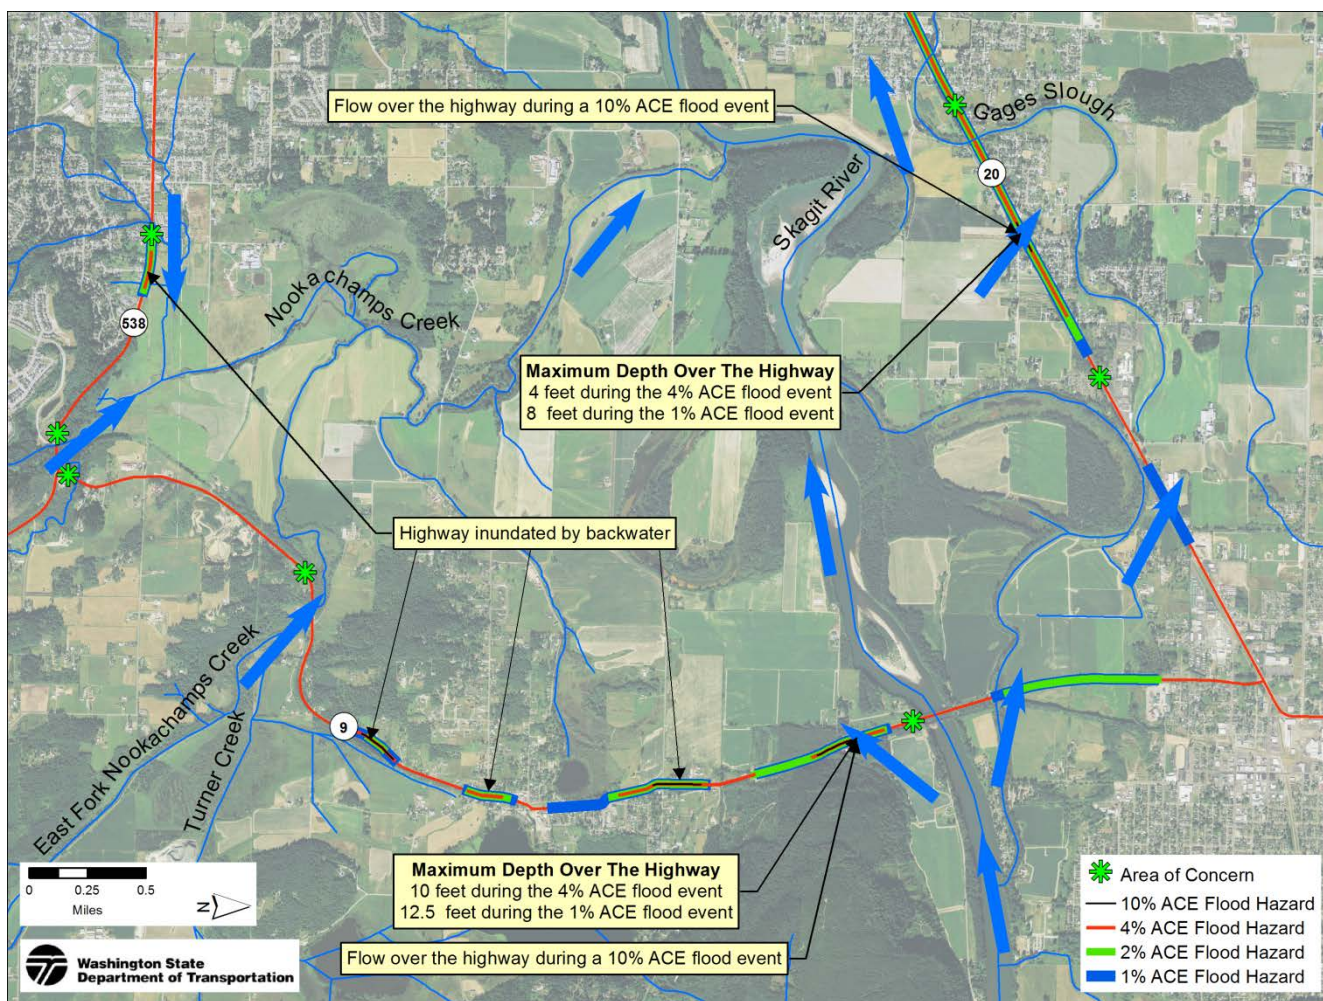 Flow over the highway during a 10% ACE flood event
Gages Slough
20
Skagit River
Nookachamps Creek
538
Maximum Depth Over The Highway
4 feet during the 4% ACE flood event
8 feet during the 1% ACE flood event
Highway inundated by backwater
East Fork Nookachamps Creek
Turner Creek
9
Maximum Depth Over The Highway
10 feet during the 4% ACE flood event
12.5 feet during the 1% ACE flood event
Flow over the highway during a 10% ACE flood event
0 0.25 0.5
Miles
N
Washington State
Department of Transportation
Area of Concern
10% ACE Flood Hazard
4% ACE Flood Hazard
2% ACE Flood Hazard
1% ACE Flood Hazard